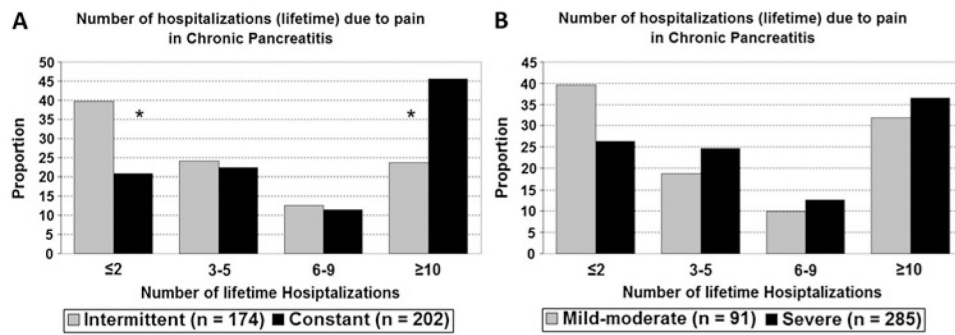 A
Number of hospitalizations (lifetime) due to pain
in Chronic Pancreatitis
Proportion
50
45
40
35
30
25
20
15
10
5
0
*
*
≤2 3-5 6-9 ≥10
Number of lifetime Hosiptalizations
Intermittent (n = 174) Constant (n = 202)
B
Number of hospitalizations (lifetime) due to pain
in Chronic Pancreatitis
Proportion
45
40
35
30
25
20
15
10
5
0
≤2 3-5 6-9 ≥10
Number of lifetime Hosiptalizations
Mild-moderate (n = 91) Severe (n = 285)